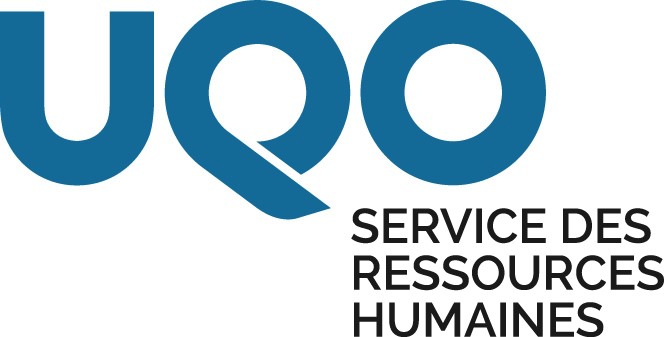 UQO
SERVICE DES
RESSOURCES
HUMAINES